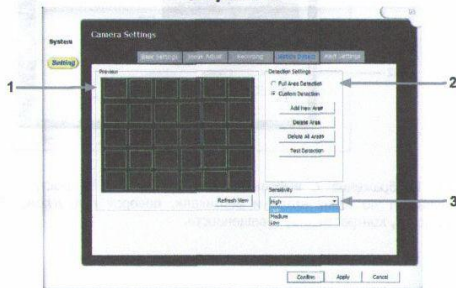 Camera Settings
System
Setting
Basic Settings Image Adjust Recording Motion Detect Alert Settings
Preview
Detection Settings
1
2
Full Area Detection
Custom Detection
Add New Area
Delete Area
Delete All Areas
Test Detection
Sensitivity
Refresh View
High
3
Medium
Confirm Apply Cancel